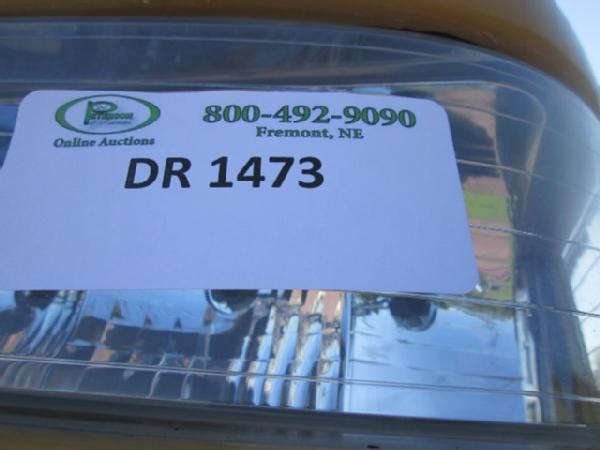 800-492-9090
Fremont, NE
Online Auctions
DR 1473